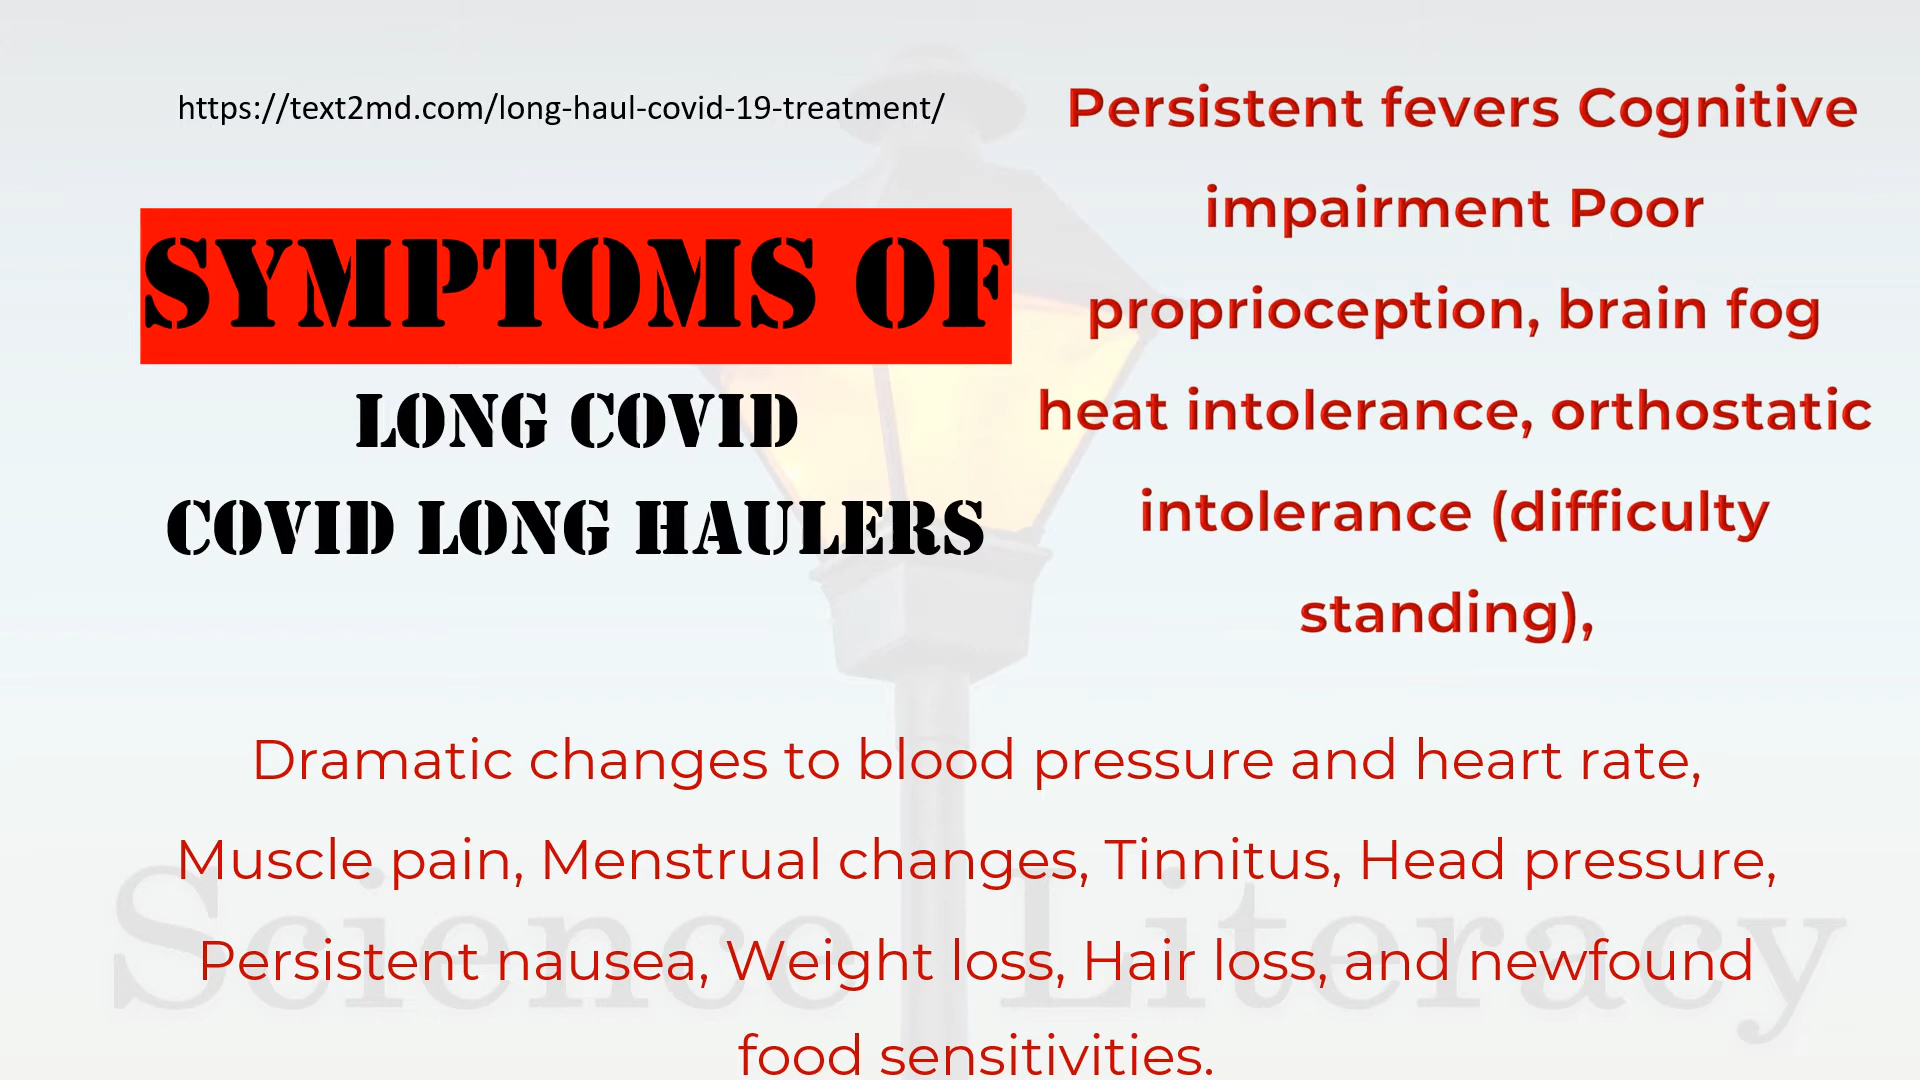 https://text2md.com/long-haul-covid-19-treatment/
SYMPTOMS OF
LONG COVID
COVID LONG HAULERS
Persistent fevers Cognitive
impairment Poor
proprioception, brain fog
heat intolerance, orthostatic
intolerance (difficulty
standing),
Dramatic changes to blood pressure and heart rate,
Muscle pain, Menstrual changes, Tinnitus, Head pressure,
Persistent nausea, Weight loss, Hair loss, and newfound
food sensitivities.
Science Literacy